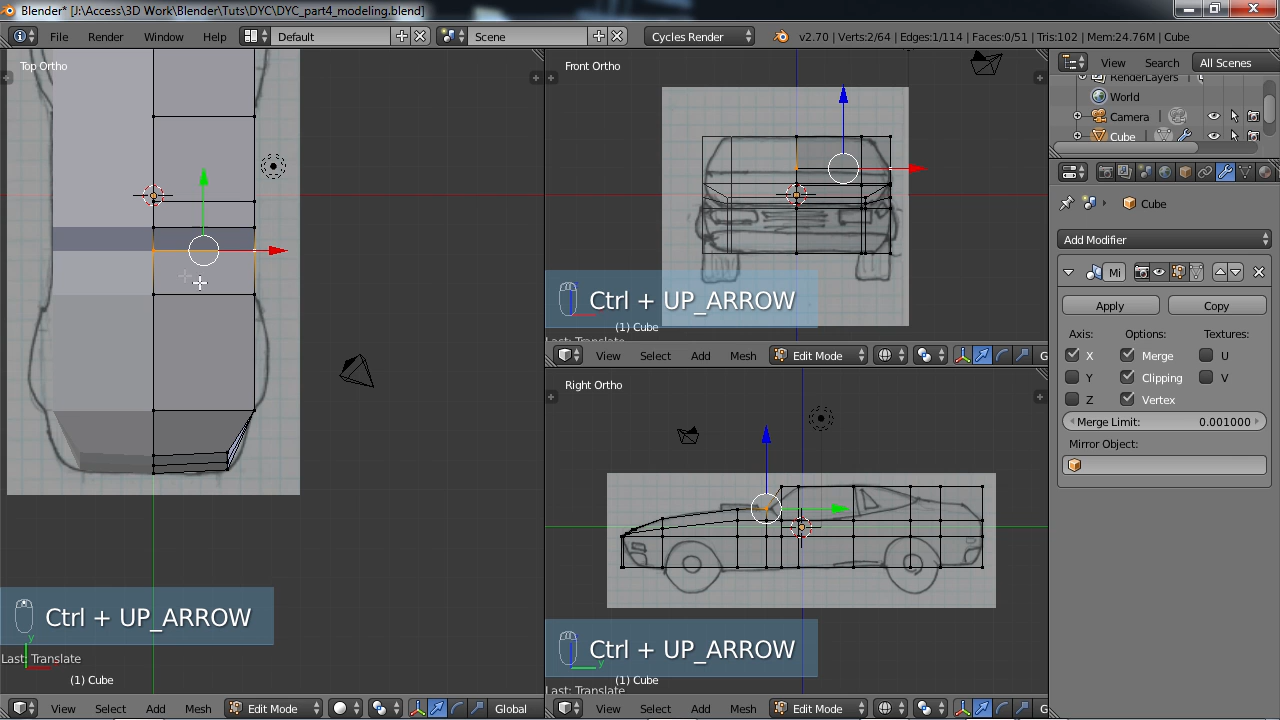 Blender* [J:\Access\3D Work\Blender\Tuts\DYC\DYC_part4_modeling.blend]
File Render Window Help Default Scene Cycles Render v2.70 | Verts:2/64 | Edges:1/114 | Faces:0/51 | Tris:102 | Mem:24.76M | Cube
Top Ortho
Front Ortho
View Search All Scenes
RenderLayers
World
Camera
Cube
Cube
Add Modifier
Mi
Apply Copy
Axis: Options: Textures:
X Merge U
Y Clipping V
Z Vertex
Merge Limit: 0.001000
Mirror Object:
Ctrl + UP_ARROW
(1) Cube
Last: Translate
View Select Add Mesh Edit Mode G
Right Ortho
Ctrl + UP_ARROW
y
(1) Cube
Last: Translate
View Select Add Mesh Edit Mode
Ctrl + UP_ARROW
y
Last: Translate
(1) Cube
View Select Add Mesh Edit Mode Global